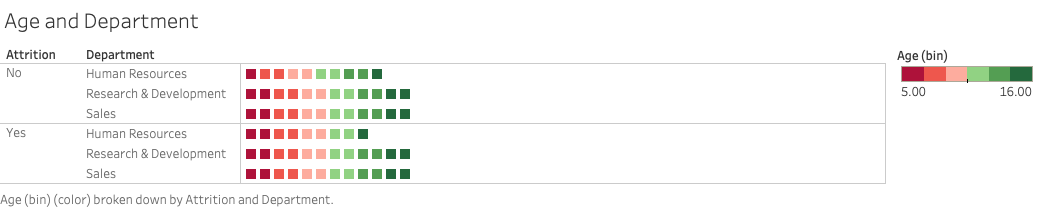 Age and Department
Attrition Department
No Human Resources
Research & Development
Sales
Yes Human Resources
Research & Development
Sales
Age (bin) (color) broken down by Attrition and Department.
Age (bin)
5.00 16.00